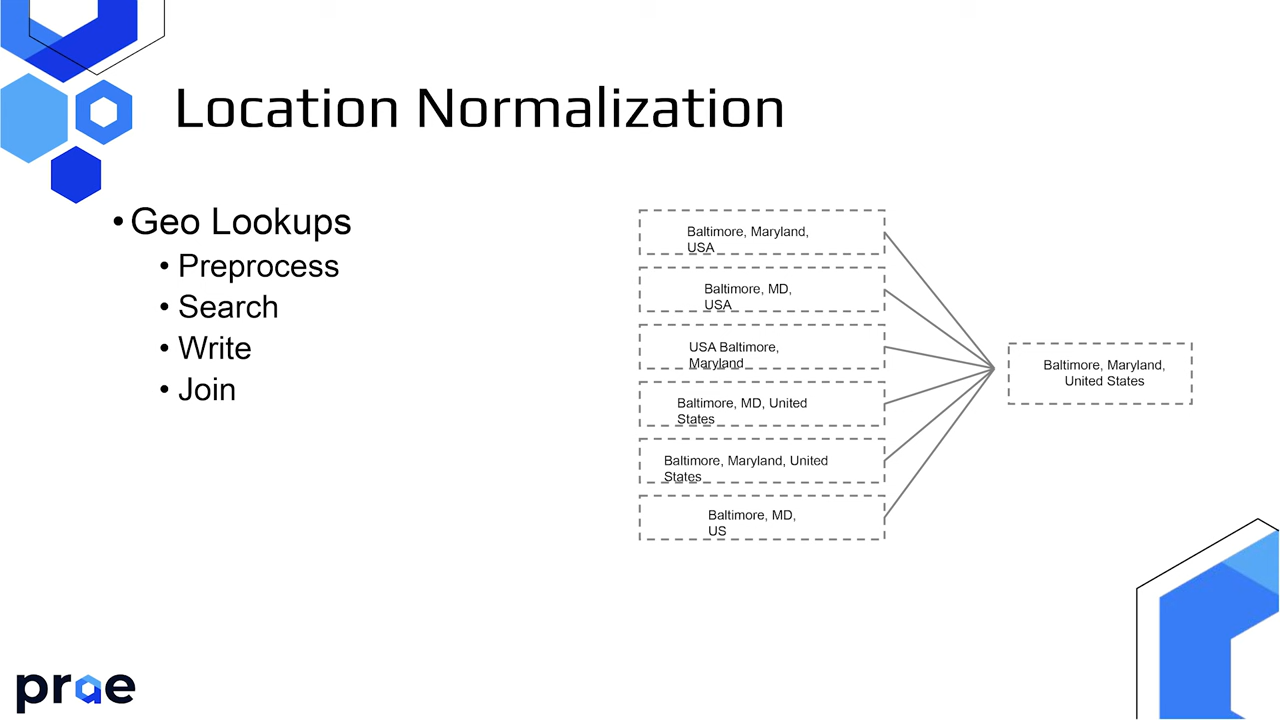 Location Normalization
• Geo Lookups
• Preprocess
• Search
• Write
• Join
Baltimore, Maryland,
USA
Baltimore, MD,
USA
USA Baltimore,
Maryland
Baltimore, MD, United
States
Baltimore, Maryland, United
States
Baltimore, MD,
US
Baltimore, Maryland,
United States
prae